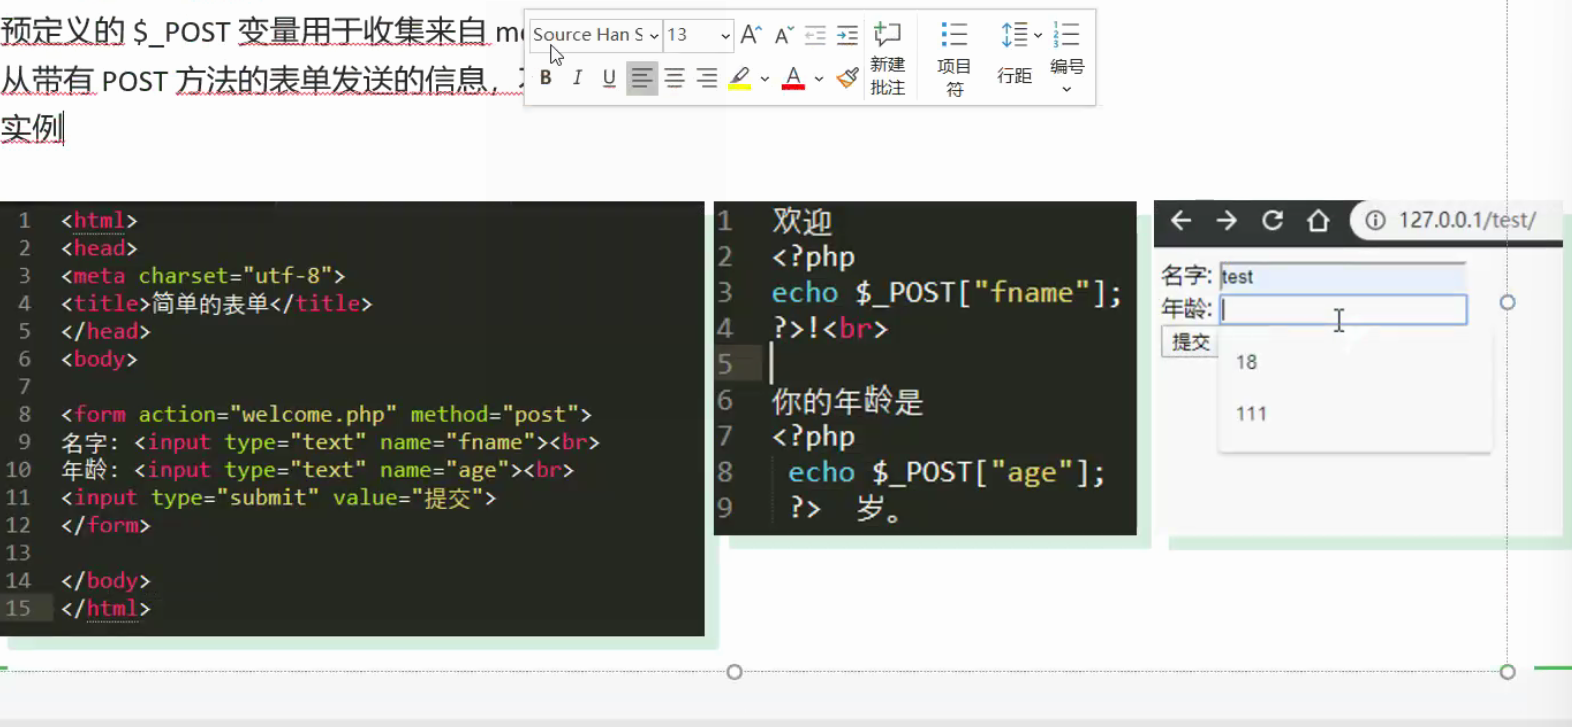 预定义的 $_POST 变量用于收集来自
从带有 POST 方法的表单发送的信息，
实例
Source Han S 13
B I U A
新建
批注
项目
符
行距
编号
1 <html>
2 <head>
3 <meta charset="utf-8">
4 <title>简单的表单</title>
5 </head>
6 <body>
7
8 <form action="welcome.php" method="post">
9 名字: <input type="text" name="fname"><br>
10 年龄: <input type="text" name="age"><br>
11 <input type="submit" value="提交">
12 </form>
13
14 </body>
15 </html>
1 欢迎
2 <?php
3 echo $_POST["fname"];
4 ?>!<br>
5
6 你的年龄是
7 <?php
8 echo $_POST["age"];
9 ?> 岁。
127.0.0.1/test/
名字: test
年龄:
提交
18
111